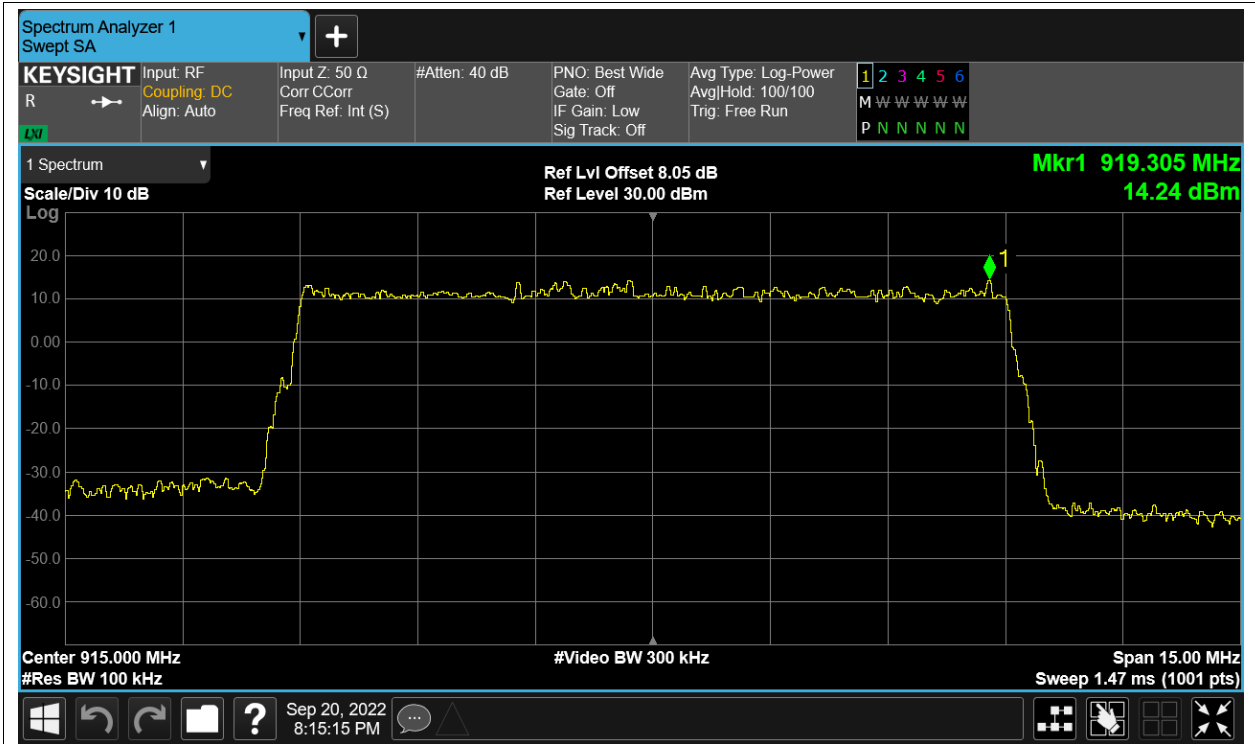 Spectrum Analyzer 1
Swept SA
KEYSIGHT
R
LXI
Input: RF
Coupling: DC
Align: Auto
Input Z: 50 Ω
Corr CCorr
Freq Ref: Int (S)
#Atten: 40 dB
PNO: Best Wide
Gate: Off
IF Gain: Low
Sig Track: Off
Avg Type: Log-Power
Avg|Hold: 100/100
Trig: Free Run
1 2 3 4 5 6
M W W W W W
P N N N N N
1 Spectrum
Scale/Div 10 dB
Log
Ref Lvl Offset 8.05 dB
Ref Level 30.00 dBm
Mkr1 919.305 MHz
14.24 dBm
20.0
10.0
0.00
-10.0
-20.0
-30.0
-40.0
-50.0
-60.0
1
Center 915.000 MHz
#Res BW 100 kHz
#Video BW 300 kHz
Span 15.00 MHz
Sweep 1.47 ms (1001 pts)
?
Sep 20, 2022
8:15:15 PM